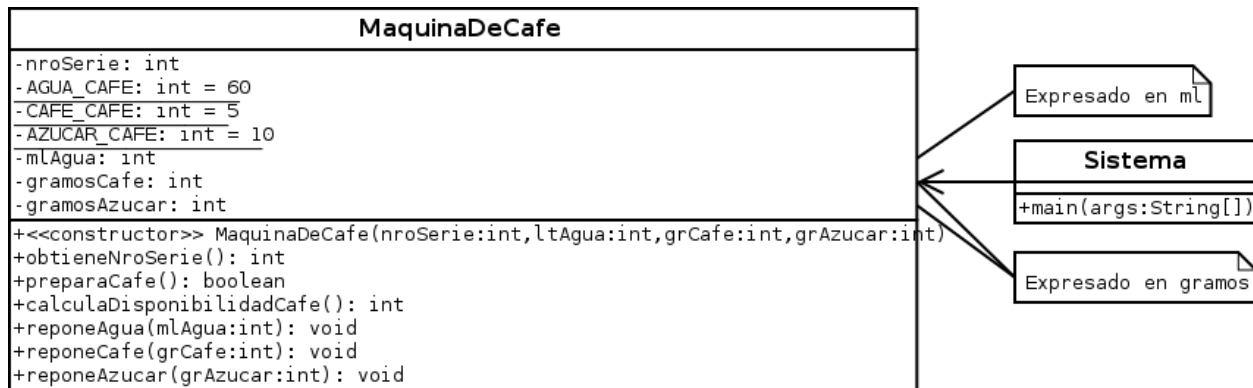 MaquinaDeCafe
-nroSerie: int
-AGUA_CAFE: int = 60
-CAFE_CAFE: int = 5
-AZUCAR_CAFE: int = 10
-mlAgua: int
-gramosCafe: int
-gramosAzucar: int
+<<constructor>> MaquinaDeCafe(nroSerie:int,ltAgua:int,grCafe:int,grAzucar:int)
+obtieneNroSerie(): int
+preparaCafe(): boolean
+calculaDisponibilidadCafe(): int
+reponeAgua(mlAgua:int): void
+reponeCafe(grCafe:int): void
+reponeAzucar(grAzucar:int): void
Expresado en ml
Sistema
+main(args:String[])
Expresado en gramos